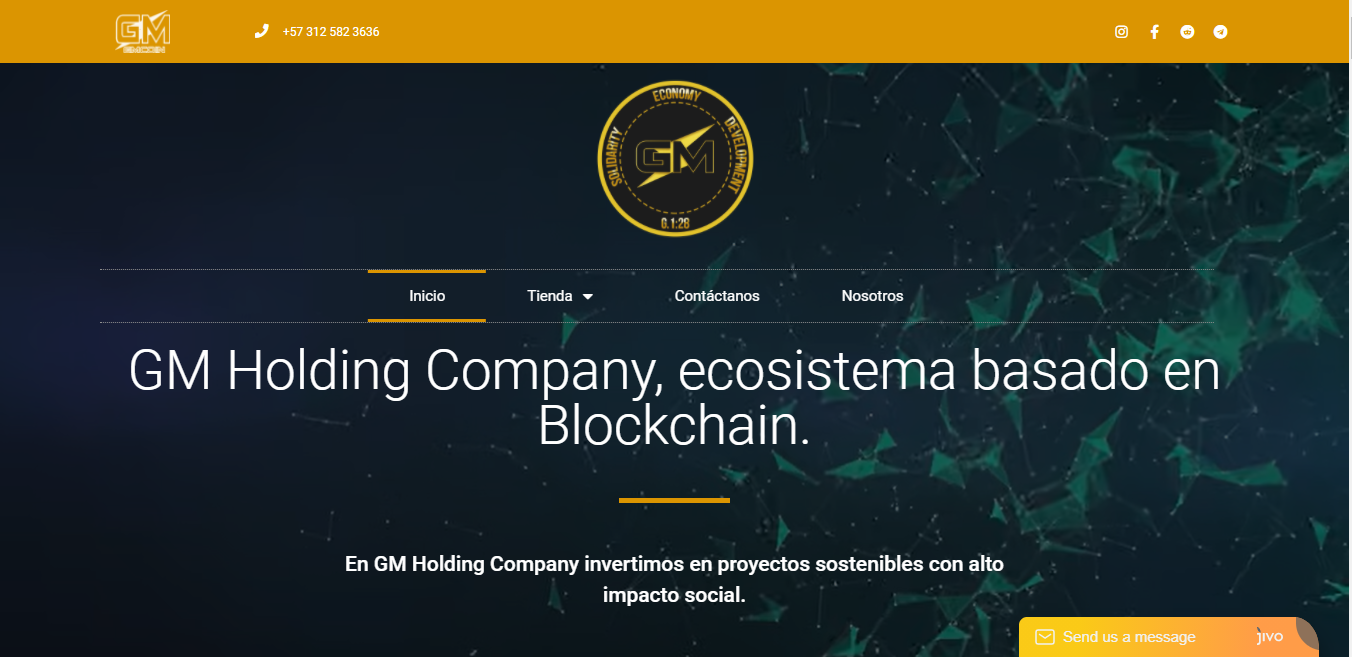 GM
GMCOIN
+57 312 582 3636
ECONOMY
SOLIDARITY
DEVELOPMENT
GM
G.1:28
Inicio
Tienda
Contáctanos
Nosotros
GM Holding Company, ecosistema basado en
Blockchain.
En GM Holding Company invertimos en proyectos sostenibles con alto
impacto social.
Send us a message
jivo